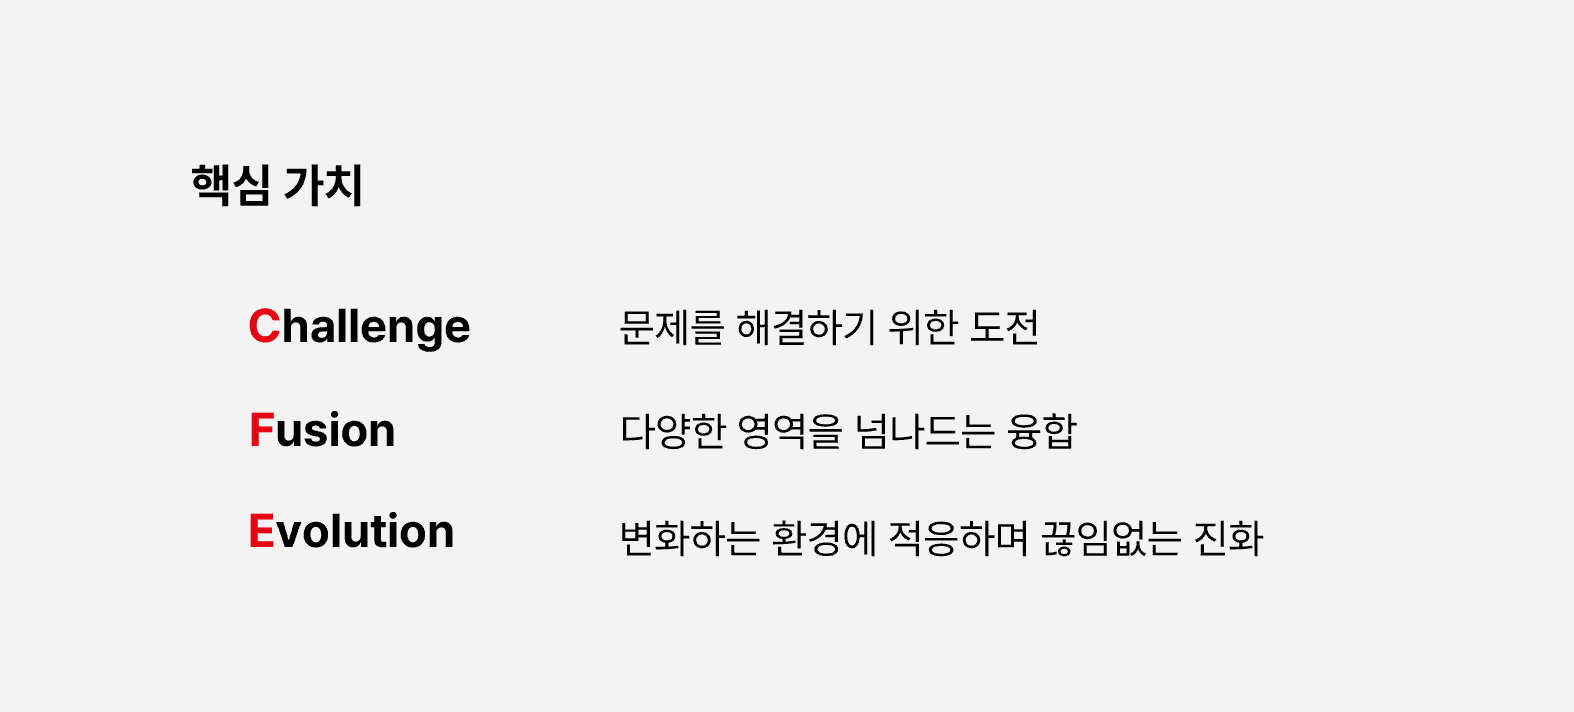 핵심 가치
Challenge 문제를 해결하기 위한 도전
Fusion 다양한 영역을 넘나드는 융합
Evolution 변화하는 환경에 적응하며 끊임없는 진화